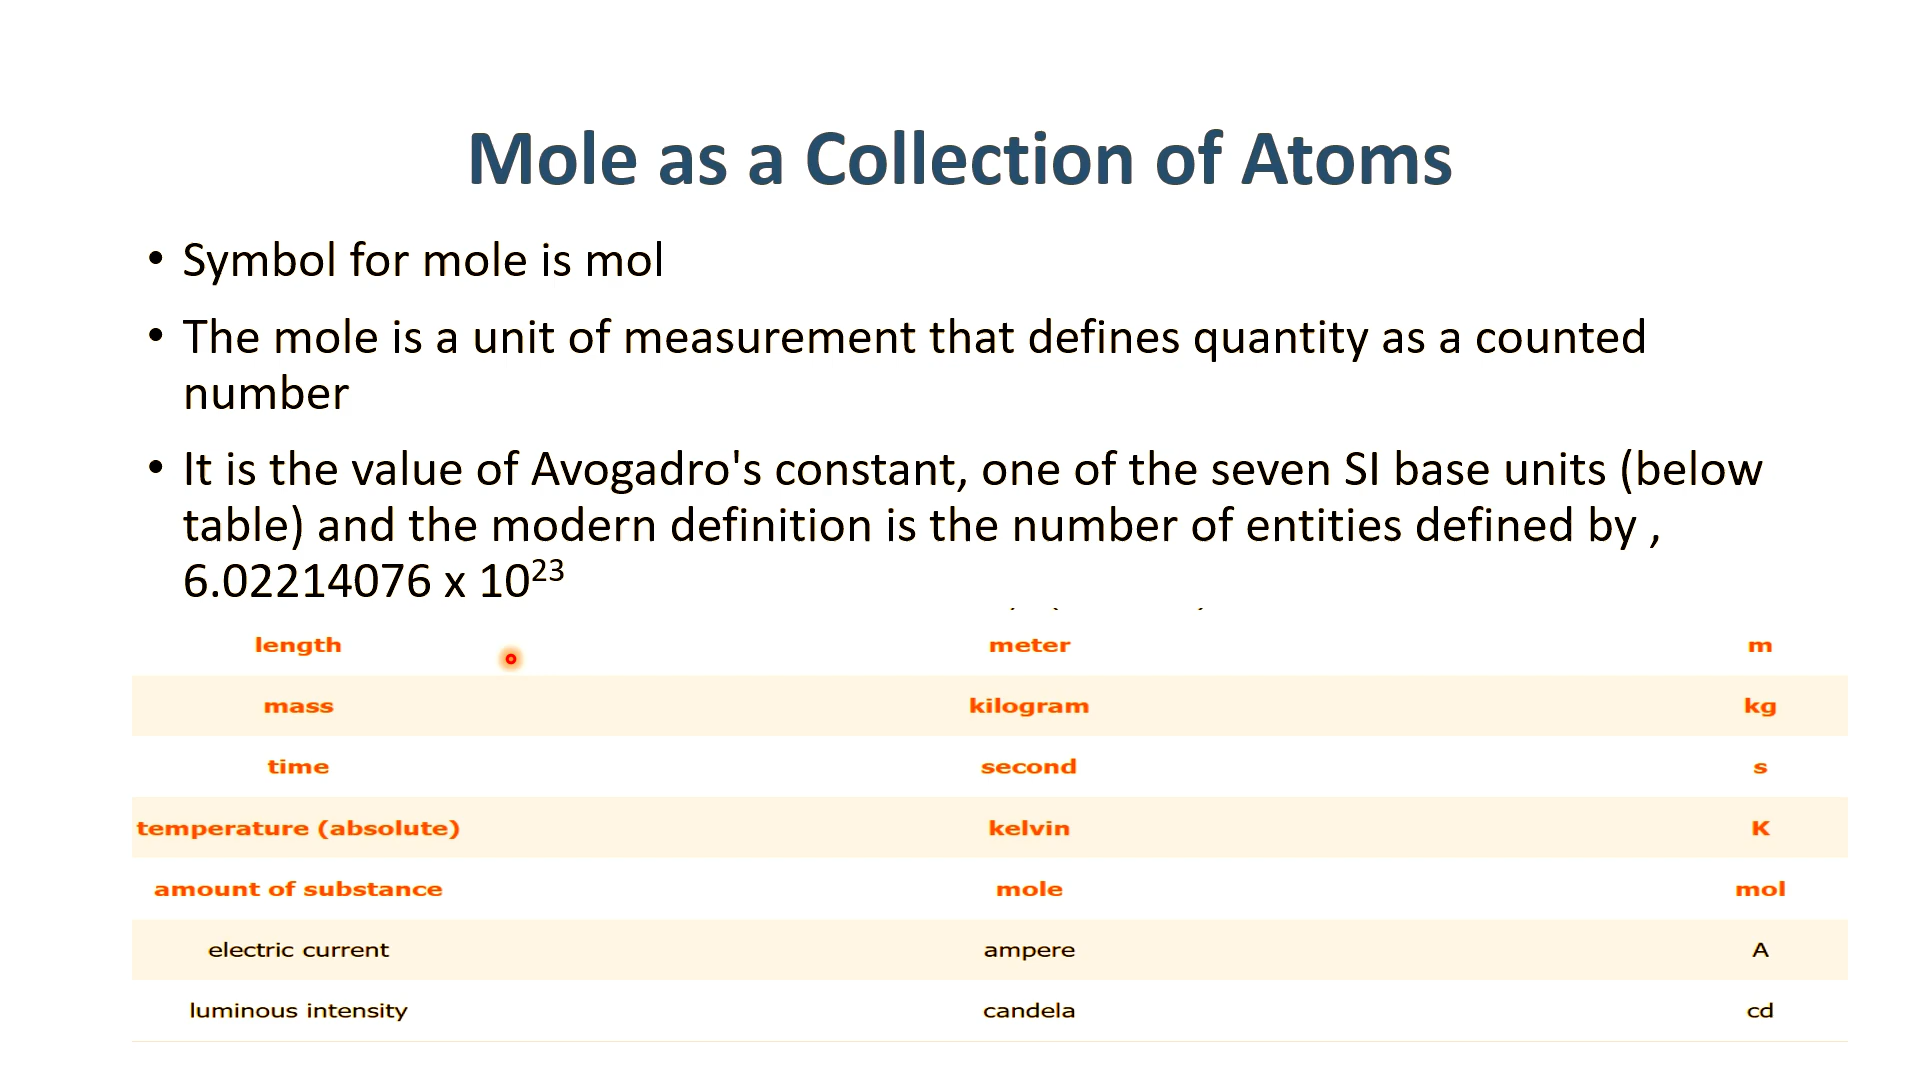 Mole as a Collection of Atoms
• Symbol for mole is mol
• The mole is a unit of measurement that defines quantity as a counted
number
• It is the value of Avogadro's constant, one of the seven SI base units (below
table) and the modern definition is the number of entities defined by ,
6.02214076 x 10²³
length meter m
mass kilogram kg
time second s
temperature (absolute) kelvin K
amount of substance mole mol
electric current ampere A
luminous intensity candela cd